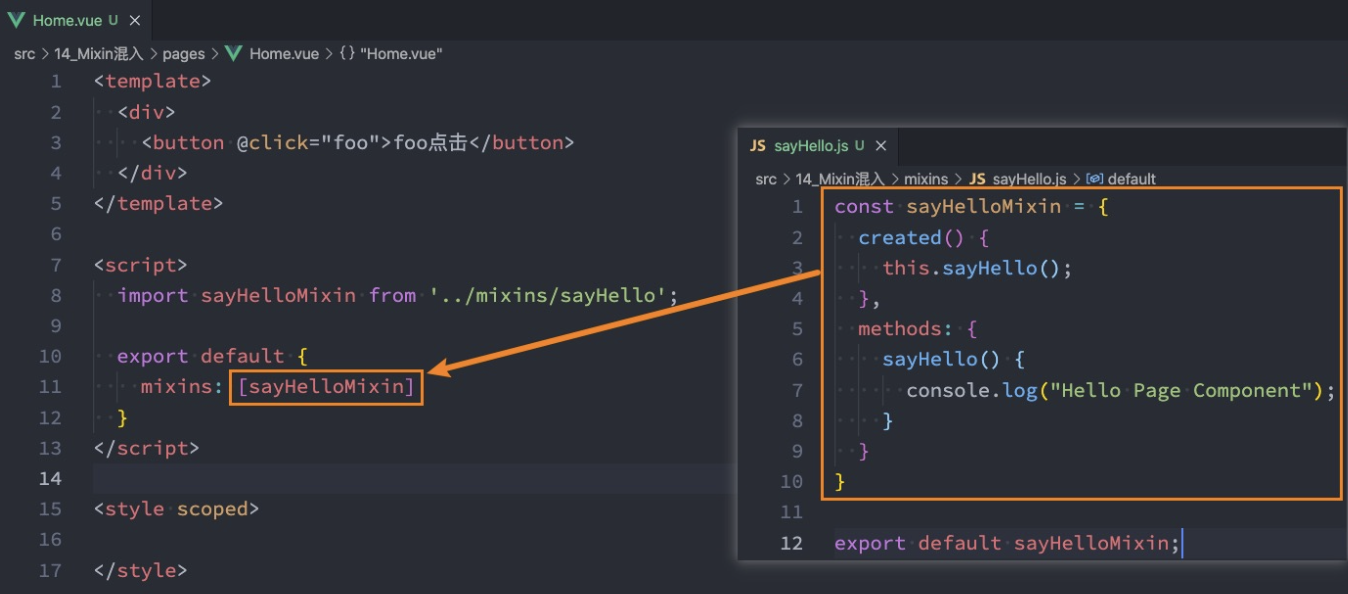 Home.vue U ×
src > 14_Mixin混入 > pages > Home.vue > {} "Home.vue"
1 <template>
2 <div>
3 <button @click="foo">foo点击</button>
4 </div>
5 </template>
6
7 <script>
8 import sayHelloMixin from '../mixins/sayHello';
9
10 export default {
11 mixins: [sayHelloMixin]
12 }
13 </script>
14
15 <style scoped>
16
17 </style>
JS sayHello.js U ×
src > 14_Mixin混入 > mixins > JS sayHello.js > default
1 const sayHelloMixin = {
2 created() {
3 this.sayHello();
4 },
5 methods: {
6 sayHello() {
7 console.log("Hello Page Component");
8 }
9 }
10 }
11
12 export default sayHelloMixin;